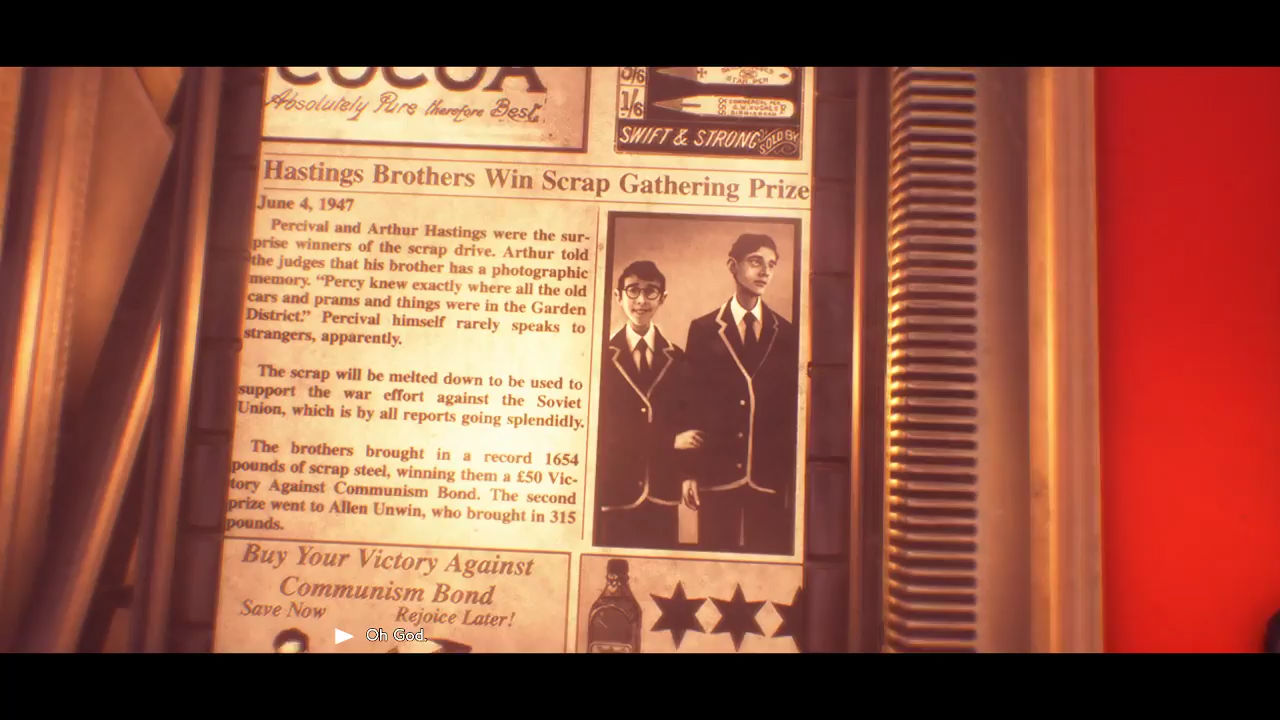 COCOA
Absolutely Pure therefore Best.
1/6
SWIFT & STRONG
SOLD BY
Hastings Brothers Win Scrap Gathering Prize
June 4, 1947
Percival and Arthur Hastings were the sur-
prise winners of the scrap drive. Arthur told
the judges that his brother has a photographic
memory. “Percy knew exactly where all the old
cars and prams and things were in the Garden
District.” Percival himself rarely speaks to
strangers, apparently.
The scrap will be melted down to be used to
support the war effort against the Soviet
Union, which is by all reports going splendidly.
The brothers brought in a record 1654
pounds of scrap steel, winning them a £50 Vic-
tory Against Communism Bond. The second
prize went to Allen Unwin, who brought in 315
pounds.
Buy Your Victory Against
Communism Bond
Save Now Rejoice Later!
Oh God.